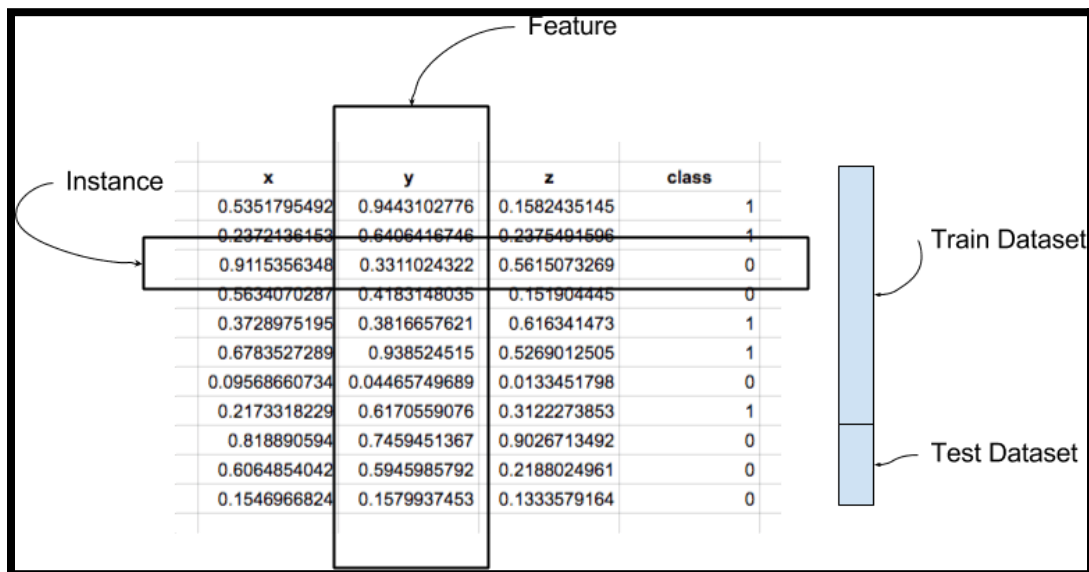 Feature
Instance
x y z class
0.5351795492 0.9443102776 0.1582435145 1
0.2372136153 0.6406416746 0.2375491596 1
0.9115356348 0.3311024322 0.5615073269 0
0.5634070287 0.4183148035 0.151904445 0
0.3728975195 0.3816657621 0.616341473 1
0.6783527289 0.938524515 0.5269012505 1
0.09568660734 0.04465749689 0.0133451798 0
0.2173318229 0.6170559076 0.3122273853 1
0.818890594 0.7459451367 0.9026713492 0
0.6064854042 0.5945985792 0.2188024961 0
0.1546966824 0.1579937453 0.1333579164 0
Train Dataset
Test Dataset